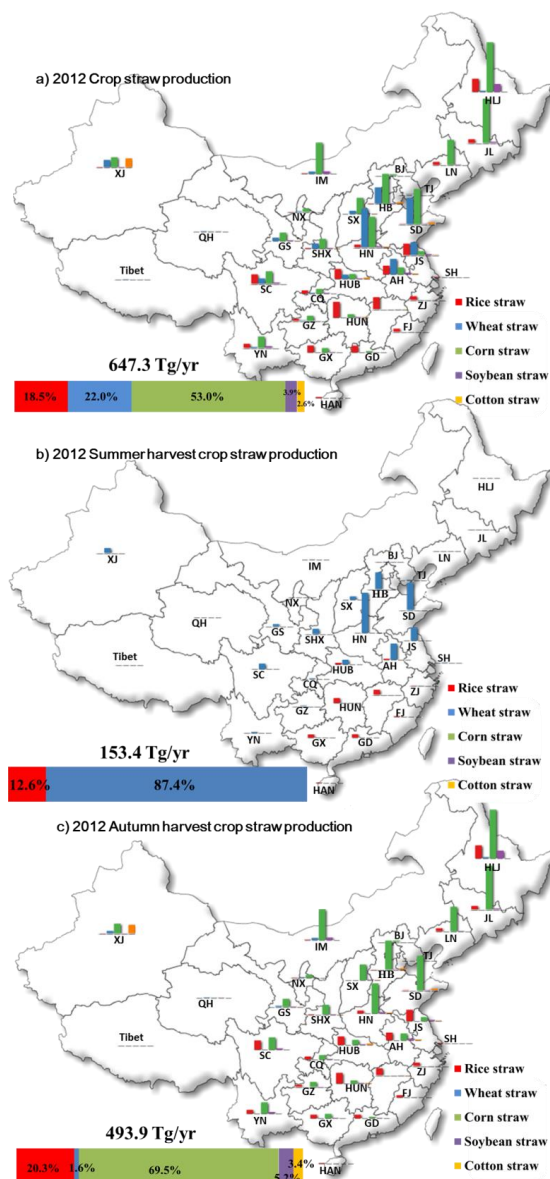 a) 2012 Crop straw production
HLJ
JL
XJ
IM
LN
BJ
TJ
NX
SX
HB
QH
GS
SHX
HN
SD
JS
Tibet
SC
HUB
AH
SH
CQ
ZJ
GZ
HUN
YN
FJ
GX
GD
HAN
647.3 Tg/yr
18.5% 22.0% 53.0% 3.9% 2.6%
Rice straw
Wheat straw
Corn straw
Soybean straw
Cotton straw
b) 2012 Summer harvest crop straw production
HLJ
JL
XJ
IM
LN
BJ
TJ
NX
SX
HB
QH
GS
SHX
HN
SD
JS
Tibet
SC
HUB
AH
SH
CQ
ZJ
GZ
HUN
YN
FJ
GX
GD
HAN
153.4 Tg/yr
12.6% 87.4%
Rice straw
Wheat straw
Corn straw
Soybean straw
Cotton straw
c) 2012 Autumn harvest crop straw production
HLJ
JL
XJ
IM
LN
BJ
TJ
NX
SX
HB
QH
GS
SHX
HN
SD
JS
Tibet
SC
HUB
AH
SH
CQ
ZJ
GZ
HUN
YN
FJ
GX
GD
HAN
493.9 Tg/yr
20.3% 1.6% 69.5% 5.2% 3.4%
Rice straw
Wheat straw
Corn straw
Soybean straw
Cotton straw